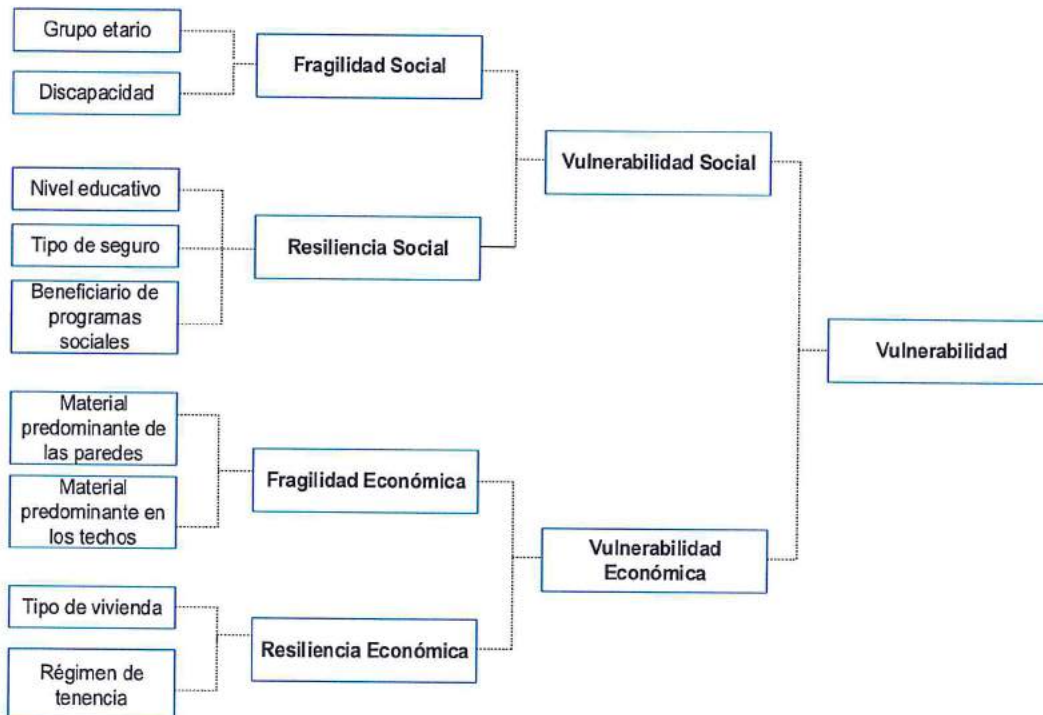 Grupo etario
Discapacidad
Fragilidad Social
Nivel educativo
Tipo de seguro
Beneficiario de
programas
sociales
Resiliencia Social
Vulnerabilidad Social
Material
predominante de
las paredes
Material
predominante en
los techos
Fragilidad Económica
Tipo de vivienda
Régimen de
tenencia
Resiliencia Económica
Vulnerabilidad
Económica
Vulnerabilidad